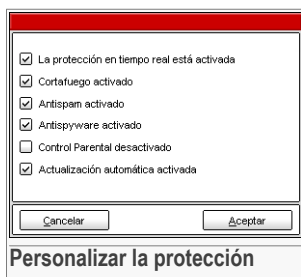 La protección en tiempo real está activada
Cortafuego activado
Antispam activado
Antispyware activado
Control Parental desactivado
Actualización automática activada
Cancelar
Aceptar
Personalizar la protección